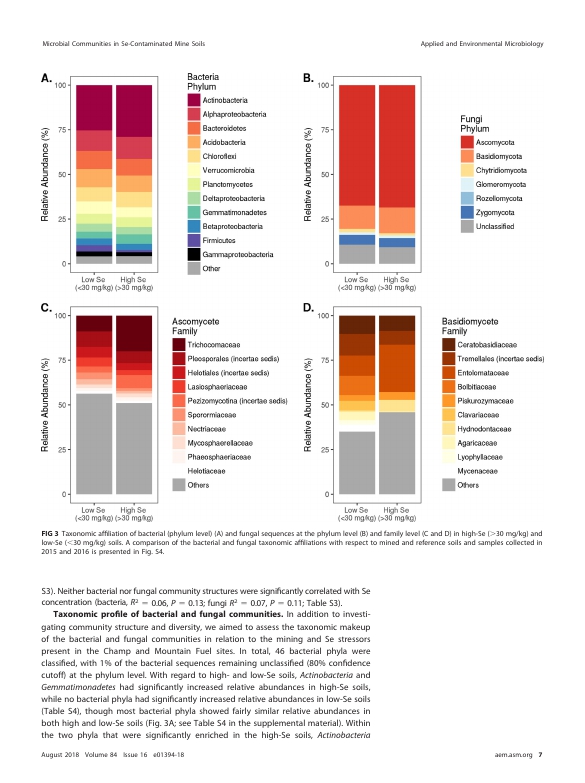 Microbial Communities in Se-Contaminated Mine Soils
Applied and Environmental Microbiology
A.
100
75
50
25
0
Relative Abundance (%)
Low Se
(<30 mg/kg)
High Se
(>30 mg/kg)
Bacteria
Phylum
Actinobacteria
Alphaproteobacteria
Bacteroidetes
Acidobacteria
Chloroflexi
Verrucomicrobia
Planctomycetes
Deltaproteobacteria
Gemmatimonadetes
Betaproteobacteria
Firmicutes
Gammaproteobacteria
Other
B.
100
75
50
25
0
Relative Abundance (%)
Low Se
(<30 mg/kg)
High Se
(>30 mg/kg)
Fungi
Phylum
Ascomycota
Basidiomycota
Chytridiomycota
Glomeromycota
Rozellomycota
Zygomycota
Unclassified
C.
100
75
50
25
0
Relative Abundance (%)
Low Se
(<30 mg/kg)
High Se
(>30 mg/kg)
Ascomycete
Family
Trichocomaceae
Pleosporales (incertae sedis)
Helotiales (incertae sedis)
Lasiosphaeriaceae
Pezizomycotina (incertae sedis)
Sporormiaceae
Nectriaceae
Mycosphaerellaceae
Phaeosphaeriaceae
Helotiaceae
Others
D.
100
75
50
25
0
Relative Abundance (%)
Low Se
(<30 mg/kg)
High Se
(>30 mg/kg)
Basidiomycete
Family
Ceratobasidiaceae
Tremellales (incertae sedis)
Entolomataceae
Bolbitiaceae
Piskurozymaceae
Clavariaceae
Hydnodontaceae
Agaricaceae
Lyophyllaceae
Mycenaceae
Others
FIG 3 Taxonomic affiliation of bacterial (phylum level) (A) and fungal sequences at the phylum level (B) and family level (C and D) in high-Se (>30 mg/kg) and
low-Se (<30 mg/kg) soils. A comparison of the bacterial and fungal taxonomic affiliations with respect to mined and reference soils and samples collected in
2015 and 2016 is presented in Fig. S4.
S3). Neither bacterial nor fungal community structures were significantly correlated with Se
concentration (bacteria, R² = 0.06, P = 0.13; fungi R² = 0.07, P = 0.11; Table S3).
Taxonomic profile of bacterial and fungal communities. In addition to investi-
gating community structure and diversity, we aimed to assess the taxonomic makeup
of the bacterial and fungal communities in relation to the mining and Se stressors
present in the Champ and Mountain Fuel sites. In total, 46 bacterial phyla were
classified, with 1% of the bacterial sequences remaining unclassified (80% confidence
cutoff) at the phylum level. With regard to high- and low-Se soils, Actinobacteria and
Gemmatimonadetes had significantly increased relative abundances in high-Se soils,
while no bacterial phyla had significantly increased relative abundances in low-Se soils
(Table S4), though most bacterial phyla showed fairly similar relative abundances in
both high and low-Se soils (Fig. 3A; see Table S4 in the supplemental material). Within
the two phyla that were significantly enriched in the high-Se soils, Actinobacteria
August 2018 Volume 84 Issue 16 e01394-18
aem.asm.org 7